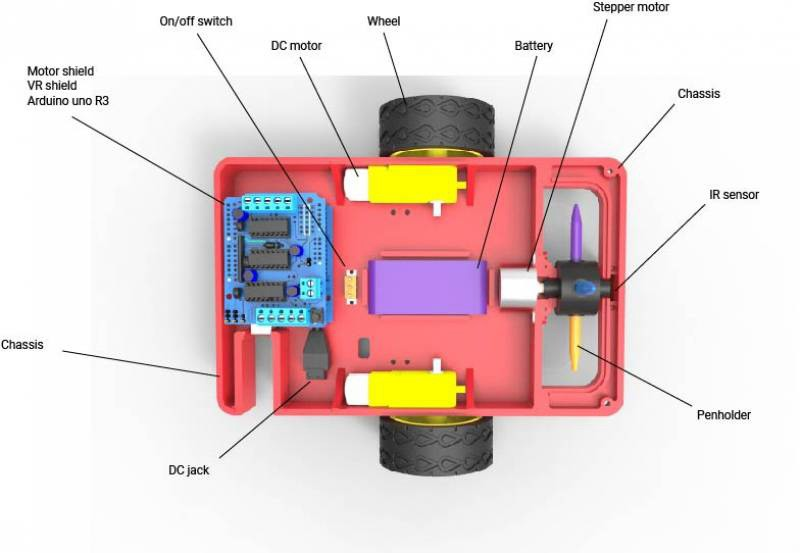 Stepper motor
On/off switch
Wheel
DC motor
Battery
Motor shield
VR shield
Arduino uno R3
Chassis
IR sensor
Chassis
Penholder
DC jack